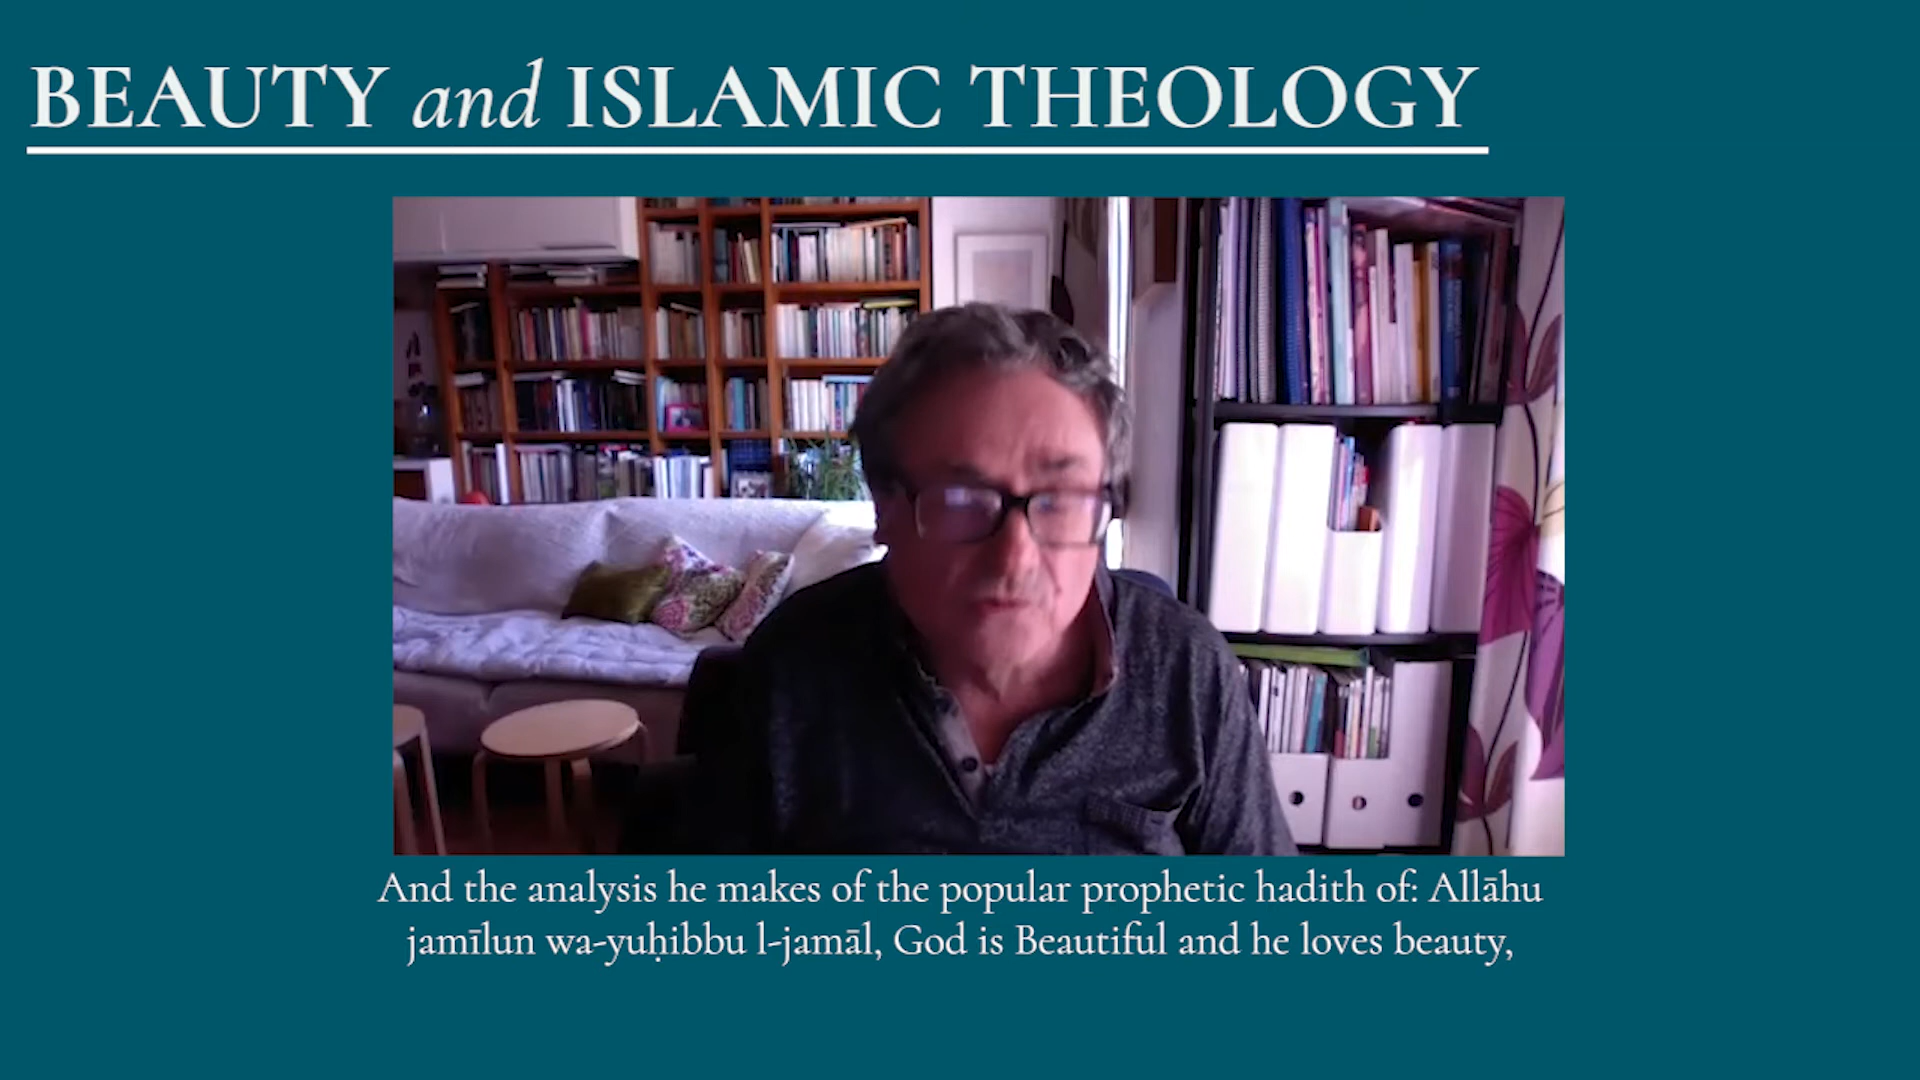 BEAUTY and ISLAMIC THEOLOGY
And the analysis he makes of the popular prophetic hadith of: Allāhu
jamīlun wa-yuḥibbu l-jamāl, God is Beautiful and he loves beauty,